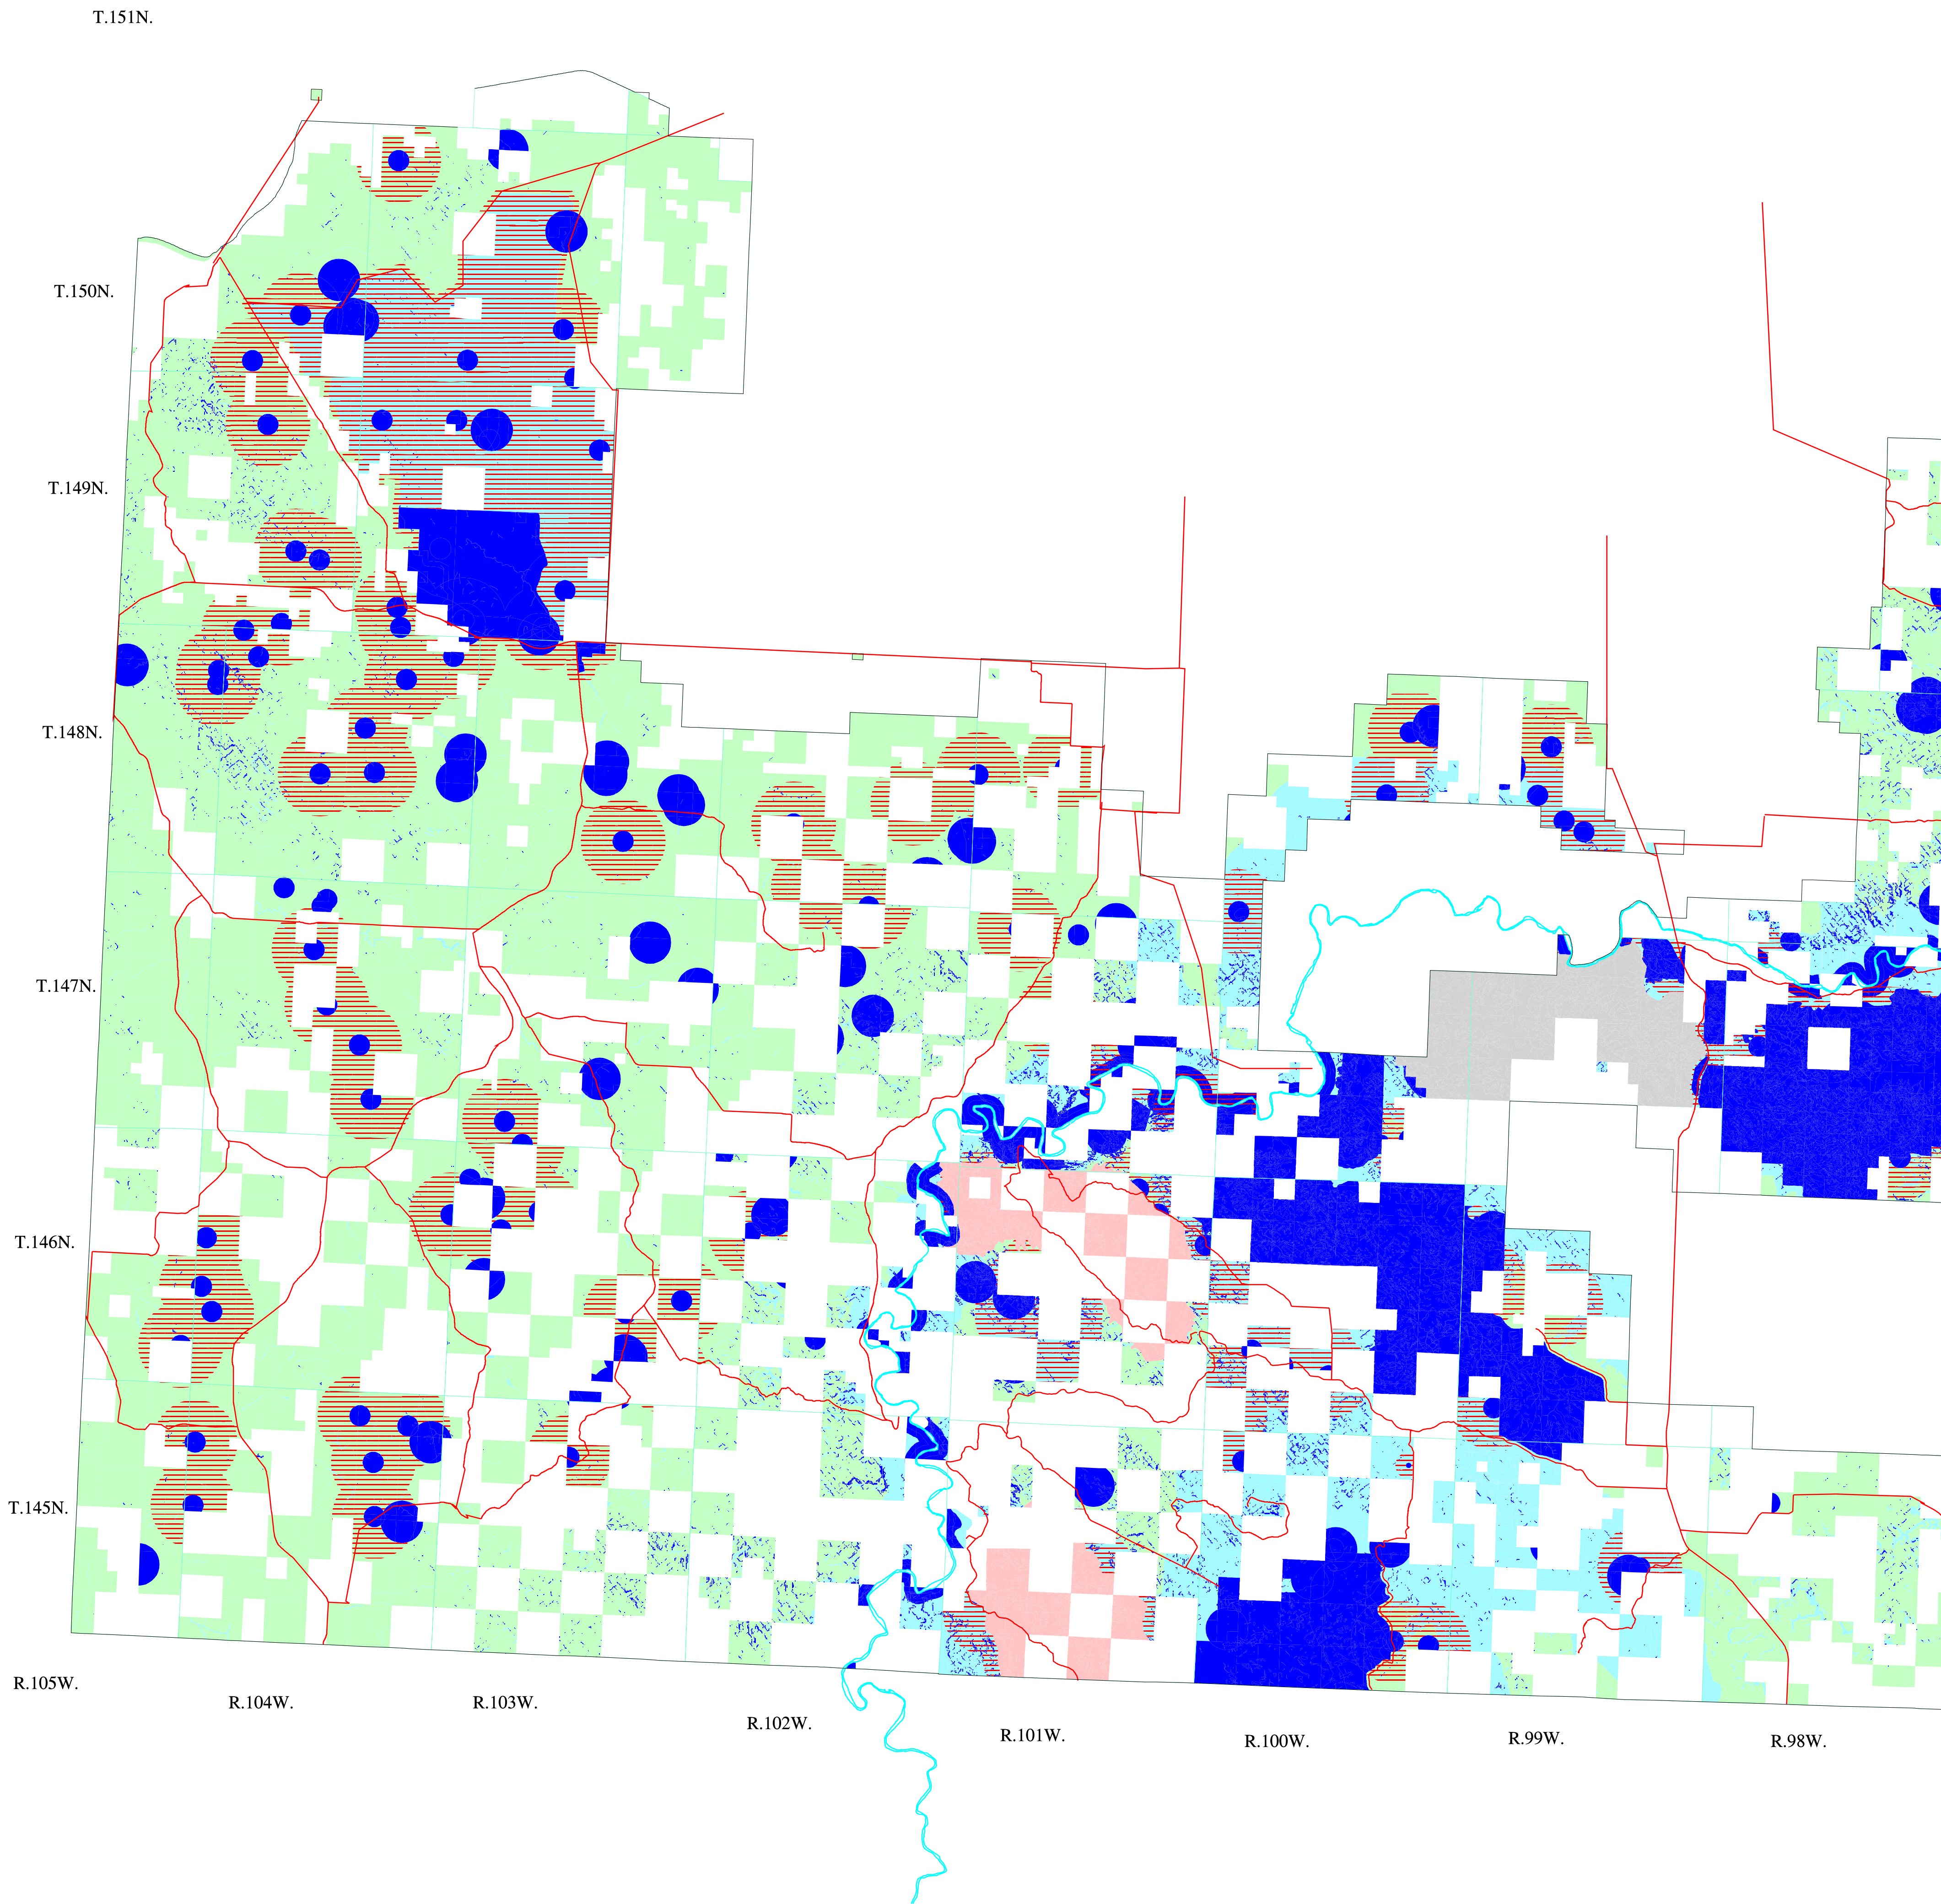 T.151N.
T.150N.
T.149N.
T.148N.
T.147N.
T.146N.
T.145N.
R.105W.
R.104W.
R.103W.
R.102W.
R.101W.
R.100W.
R.99W.
R.98W.